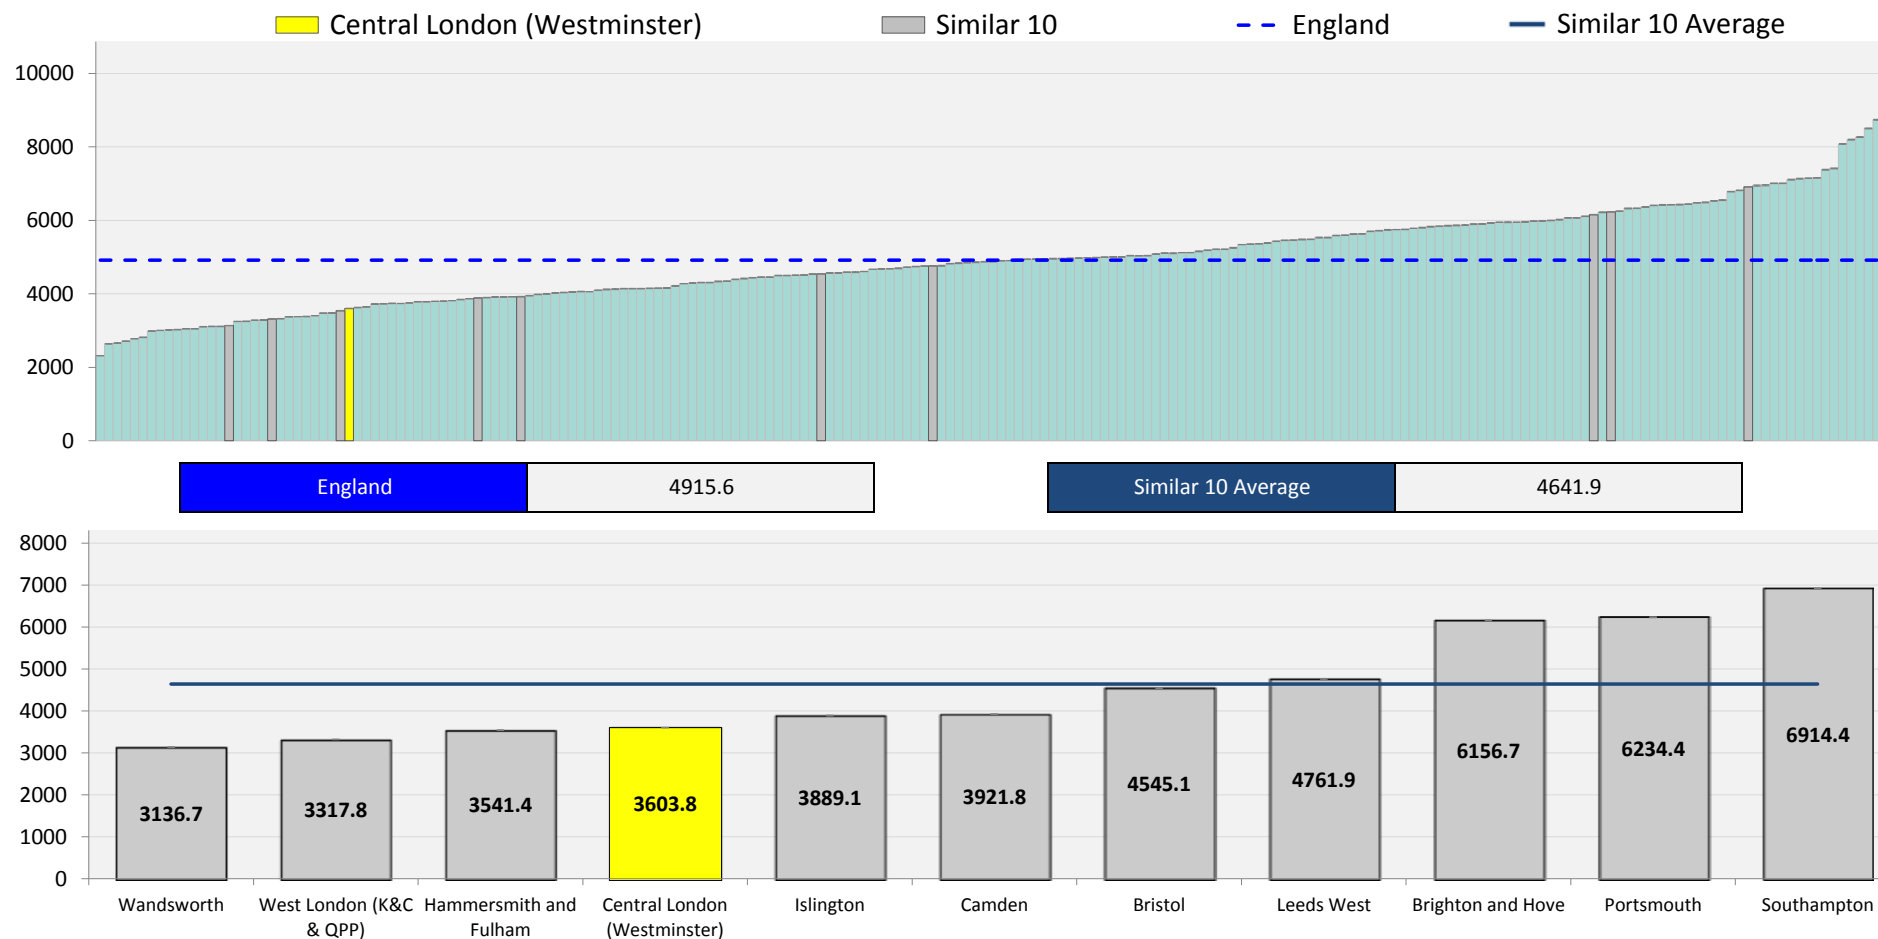 Central London (Westminster)
Similar 10
England
Similar 10 Average
10000
8000
6000
4000
2000
0
England
4915.6
Similar 10 Average
4641.9
8000
7000
6000
5000
4000
3000
2000
1000
0
3136.7
3317.8
3541.4
3603.8
3889.1
3921.8
4545.1
4761.9
6156.7
6234.4
6914.4
Wandsworth
West London (K&C
& QPP)
Hammersmith and
Fulham
Central London
(Westminster)
Islington
Camden
Bristol
Leeds West
Brighton and Hove
Portsmouth
Southampton